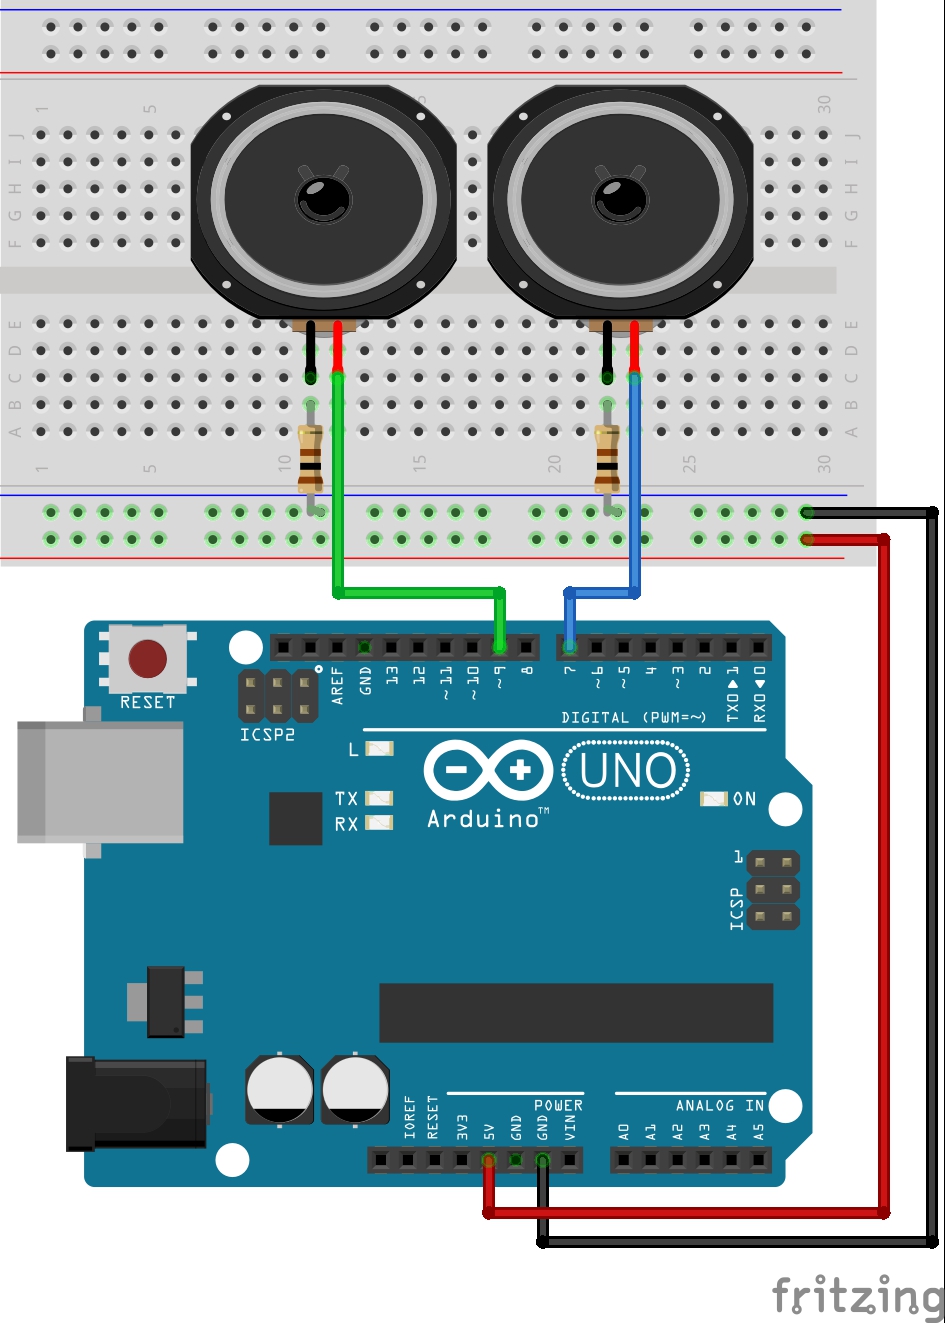 1 5 30
J
I
H
G
F
E
D
C
B
A
1 5 10 15 20 25 30
J
I
H
G
F
E
D
C
B
A
RESET
ICSP2
AREF
GND
13
12
~11
~10
~9
8
7
~6
~5
4
~3
2
TX0▶1
RX0◀0
DIGITAL (PWM=~)
L
TX
RX
UNO
Arduino™
ON
1
ICSP
POWER
ANALOG IN
IOREF
RESET
3V3
5V
GND
GND
VIN
A0
A1
A2
A3
A4
A5
fritzing